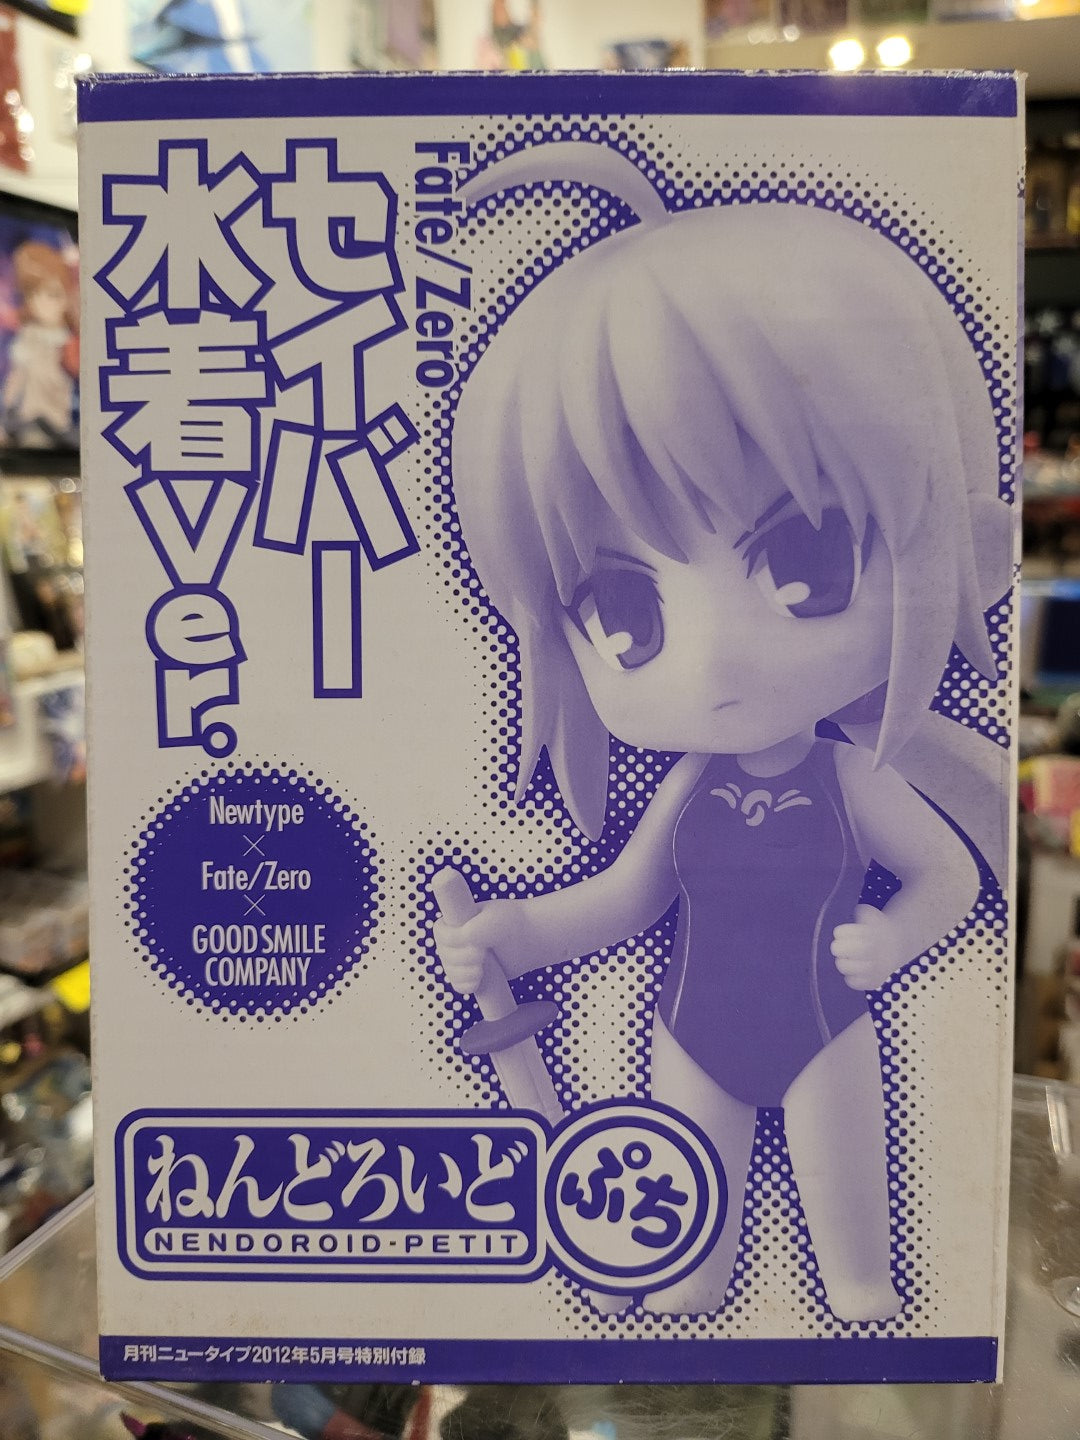 Fate/Zero
セイバー
水着ver.
Newtype
×
Fate/Zero
×
GOOD SMILE
COMPANY
ねんどろいど
NENDOROID-PETIT
ぷち
月刊ニュータイプ2012年5月号特別付録